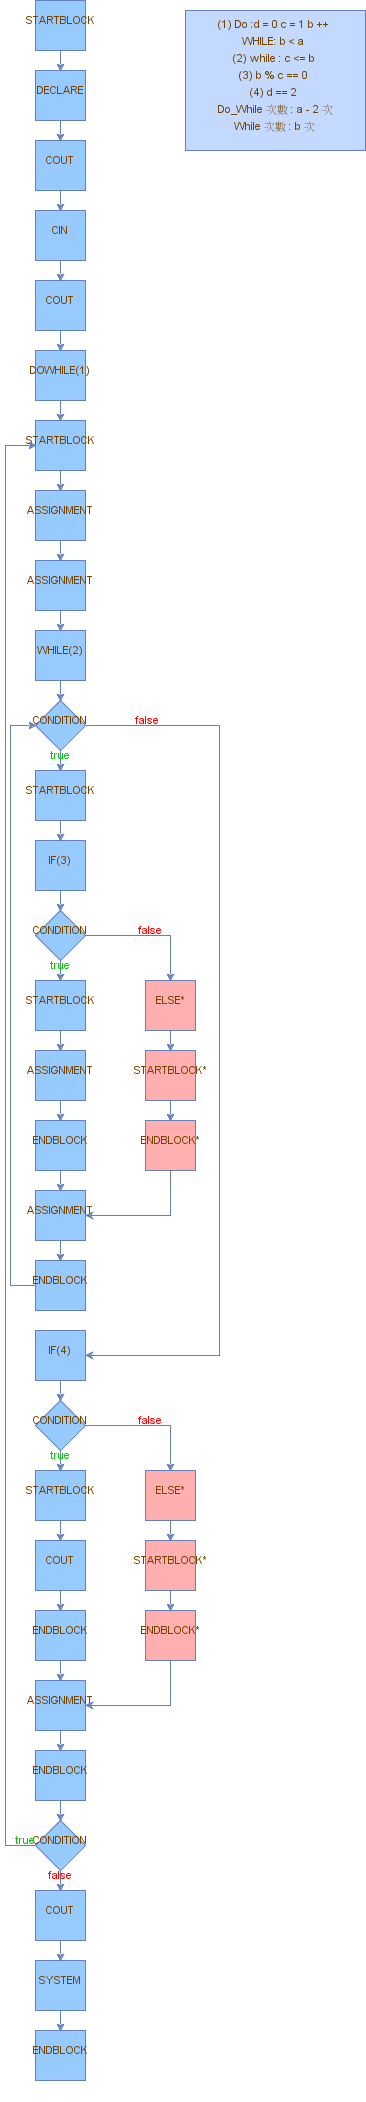 STARTBLOCK
(1) Do :d = 0 c = 1 b ++
WHILE: b < a
(2) while : c <= b
(3) b % c == 0
(4) d == 2
Do_While 次數 : a - 2 次
While 次數 : b 次
DECLARE
COUT
CIN
COUT
DOWHILE(1)
STARTBLOCK
ASSIGNMENT
ASSIGNMENT
WHILE(2)
CONDITION
false
true
STARTBLOCK
IF(3)
CONDITION
false
true
STARTBLOCK
ELSE*
ASSIGNMENT
STARTBLOCK*
ENDBLOCK
ENDBLOCK*
ASSIGNMENT
ENDBLOCK
IF(4)
CONDITION
false
true
STARTBLOCK
ELSE*
COUT
STARTBLOCK*
ENDBLOCK
ENDBLOCK*
ASSIGNMENT
ENDBLOCK
true
CONDITION
false
COUT
SYSTEM
ENDBLOCK